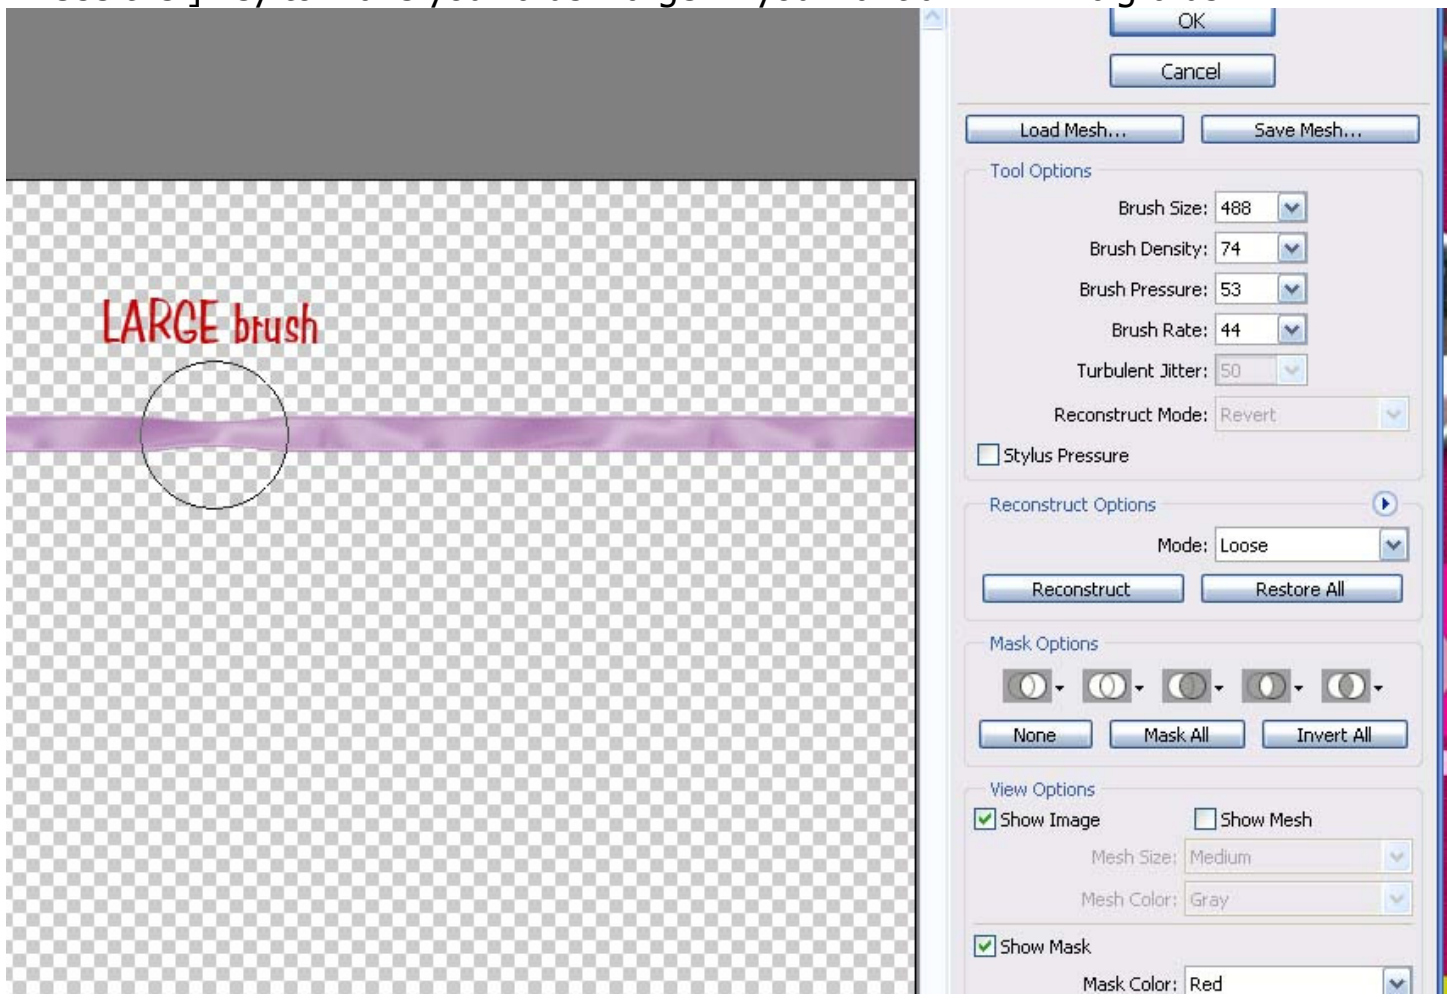 OK
Cancel
Load Mesh... Save Mesh...
Tool Options
Brush Size: 488
Brush Density: 74
Brush Pressure: 53
Brush Rate: 44
Turbulent Jitter: 50
Reconstruct Mode: Revert
Stylus Pressure
Reconstruct Options
Mode: Loose
Reconstruct Restore All
Mask Options
None Mask All Invert All
View Options
Show Image Show Mesh
Mesh Size: Medium
Mesh Color: Gray
Show Mask
Mask Color: Red
LARGE brush